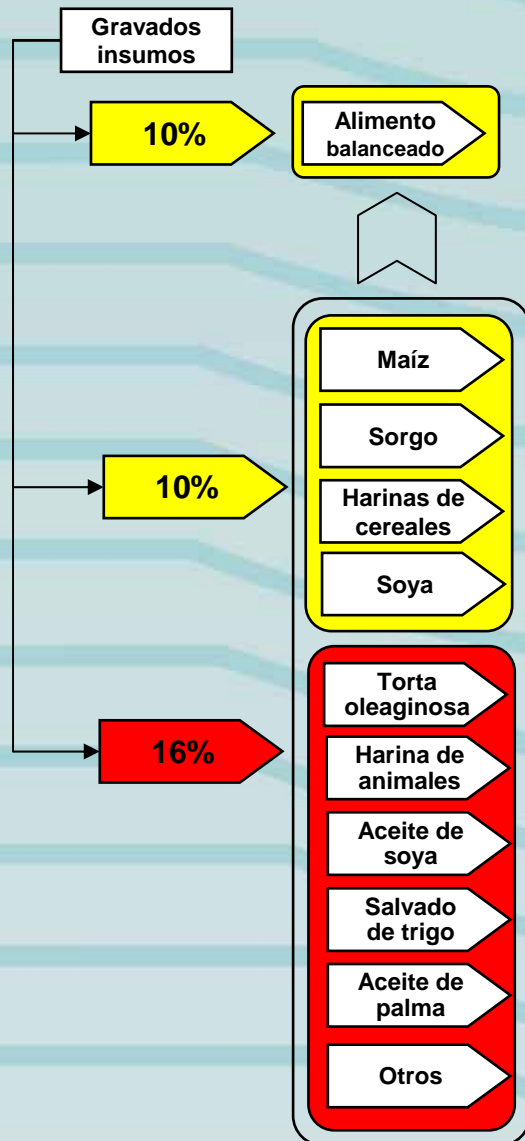 Gravados
insumos
10%
Alimento
balanceado
Maíz
Sorgo
10%
Harinas de
cereales
Soya
Torta
oleaginosa
16%
Harina de
animales
Aceite de
soya
Salvado
de trigo
Aceite de
palma
Otros